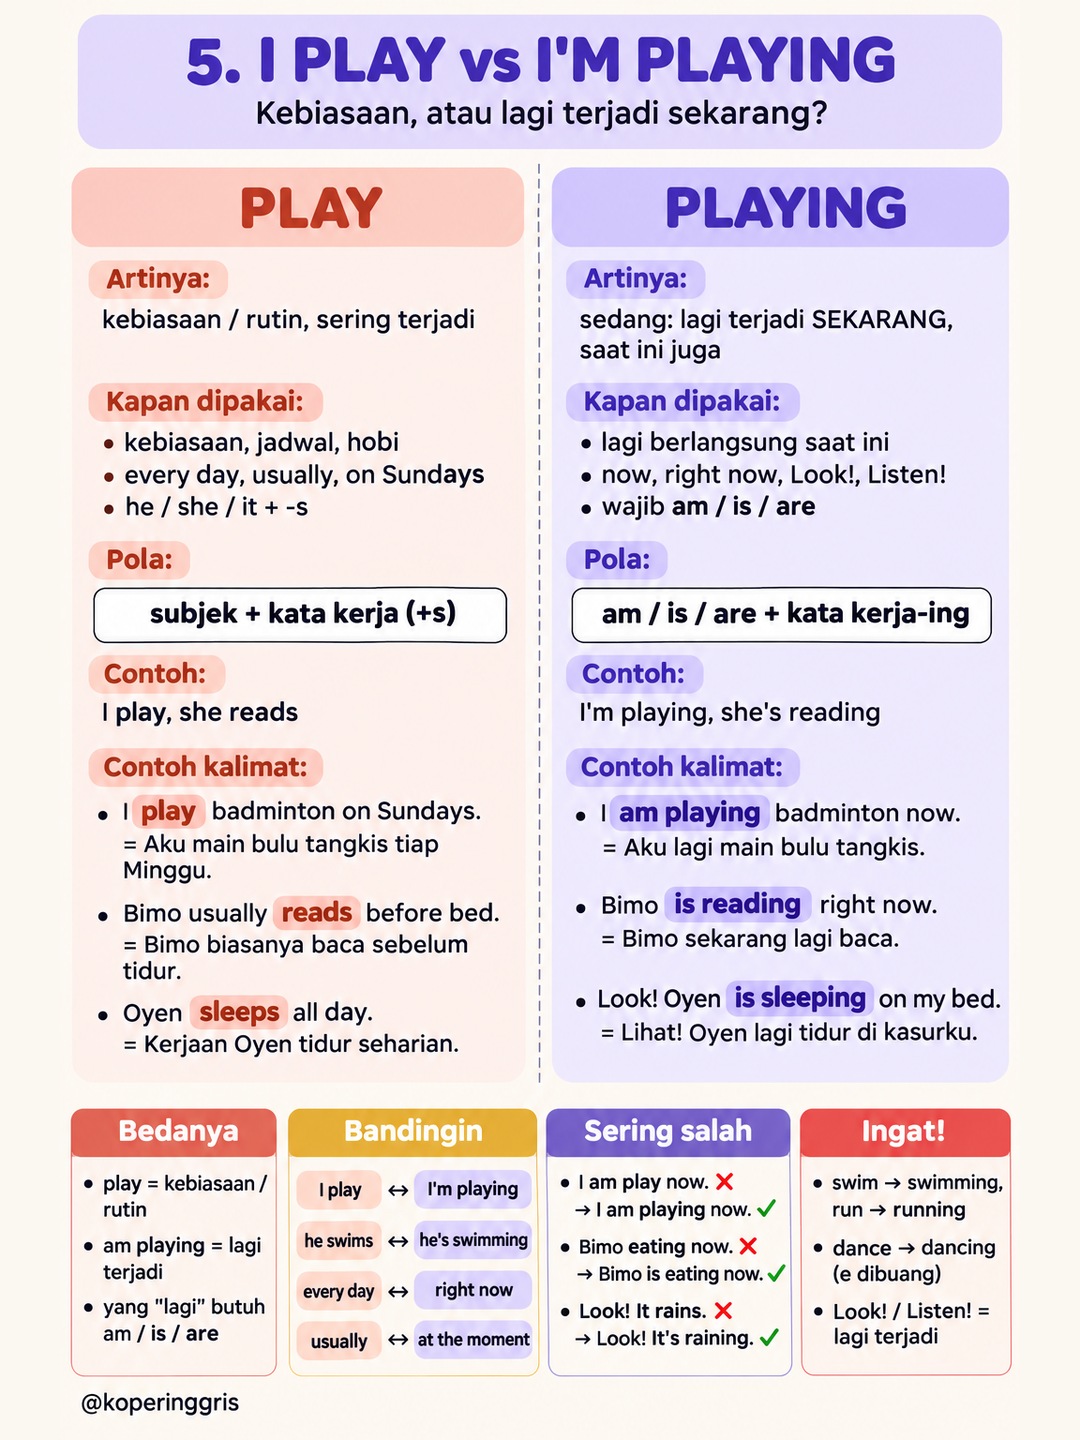 5. I PLAY vs I'M PLAYING
Kebiasaan, atau lagi terjadi sekarang?
PLAY
Artinya:
kebiasaan / rutin, sering terjadi
Kapan dipakai:
• kebiasaan, jadwal, hobi
• every day, usually, on Sundays
• he / she / it + -s
Pola:
subjek + kata kerja (+s)
Contoh:
I play, she reads
Contoh kalimat:
• I play badminton on Sundays.
= Aku main bulu tangkis tiap
Minggu.
• Bimo usually reads before bed.
= Bimo biasanya baca sebelum
tidur.
• Oyen sleeps all day.
= Kerjaan Oyen tidur seharian.
PLAYING
Artinya:
sedang: lagi terjadi SEKARANG,
saat ini juga
Kapan dipakai:
• lagi berlangsung saat ini
• now, right now, Look!, Listen!
• wajib am / is / are
Pola:
am / is / are + kata kerja-ing
Contoh:
I'm playing, she's reading
Contoh kalimat:
• I am playing badminton now.
= Aku lagi main bulu tangkis.
• Bimo is reading right now.
= Bimo sekarang lagi baca.
• Look! Oyen is sleeping on my bed.
= Lihat! Oyen lagi tidur di kasurku.
Bedanya
• play = kebiasaan /
rutin
• am playing = lagi
terjadi
• yang "lagi" butuh
am / is / are
Bandingin
I play ↔ I'm playing
he swims ↔ he's swimming
every day ↔ right now
usually ↔ at the moment
Sering salah
• I am play now. ❌
→ I am playing now. ✓
• Bimo eating now. ❌
→ Bimo is eating now. ✓
• Look! It rains. ❌
→ Look! It's raining. ✓
Ingat!
• swim → swimming,
run → running
• dance → dancing
(e dibuang)
• Look! / Listen! =
lagi terjadi
@koperinggris